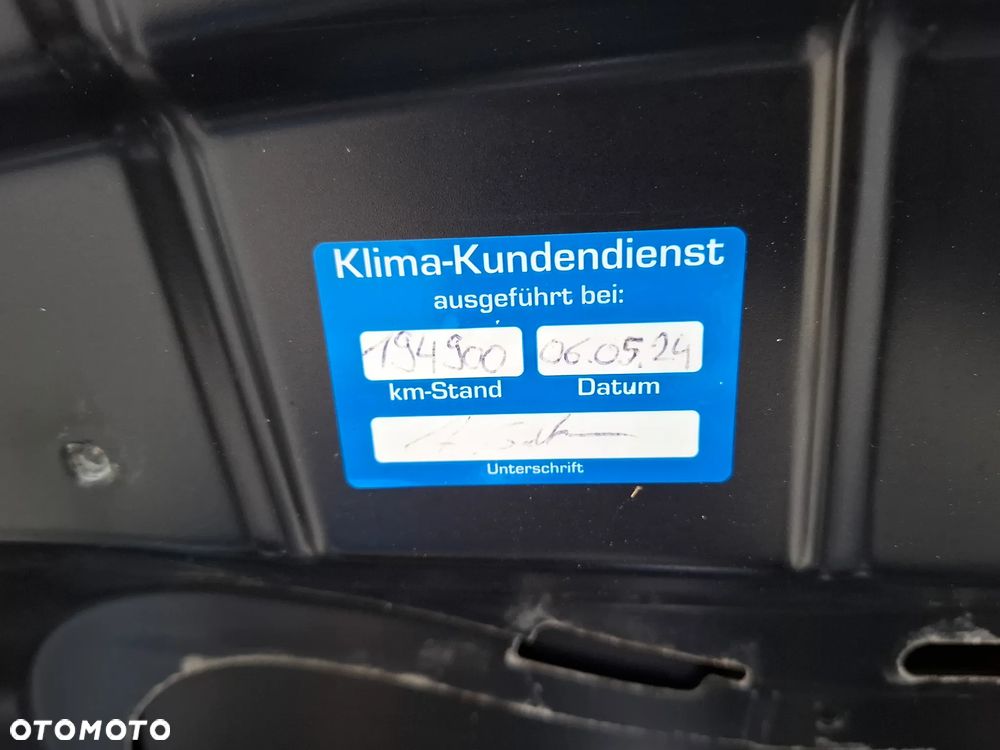 Klima-Kundendienst
ausgeführt bei:
194900 06.05.24
km-Stand Datum
Unterschrift
OTOMOTO